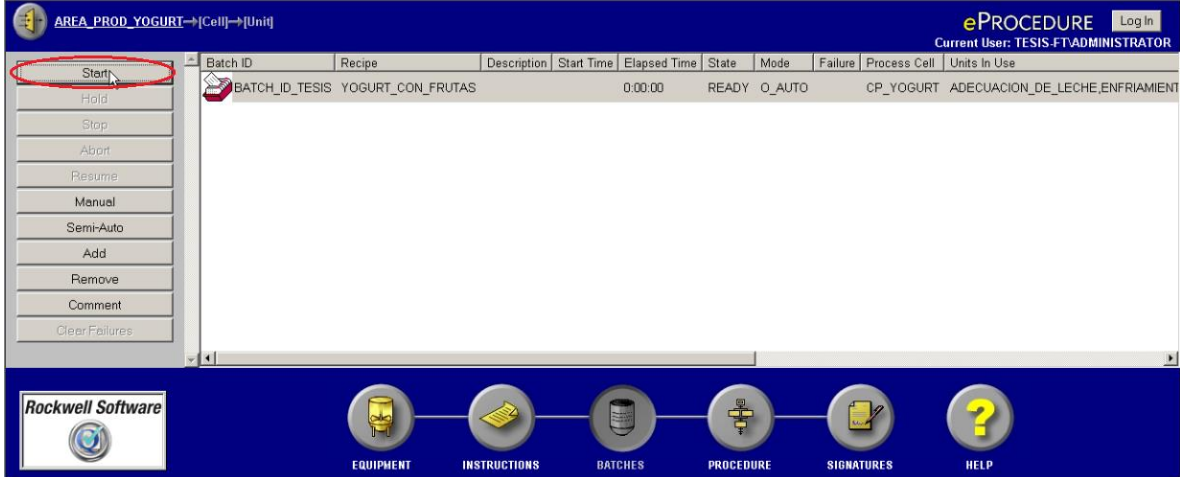 AREA_PROD_YOGURT→[Cell]→[Unit]
ePROCEDURE
Log In
Current User: TESIS-FT\ADMINISTRATOR
Start
Hold
Stop
Abort
Resume
Manual
Semi-Auto
Add
Remove
Comment
Clear Failures
Batch ID Recipe Description Start Time Elapsed Time State Mode Failure Process Cell Units In Use
BATCH_ID_TESIS YOGURT_CON_FRUTAS 0:00:00 READY O_AUTO CP_YOGURT ADECUACION_DE_LECHE,ENFRIAMIENT
Rockwell Software
EQUIPMENT INSTRUCTIONS BATCHES PROCEDURE SIGNATURES HELP